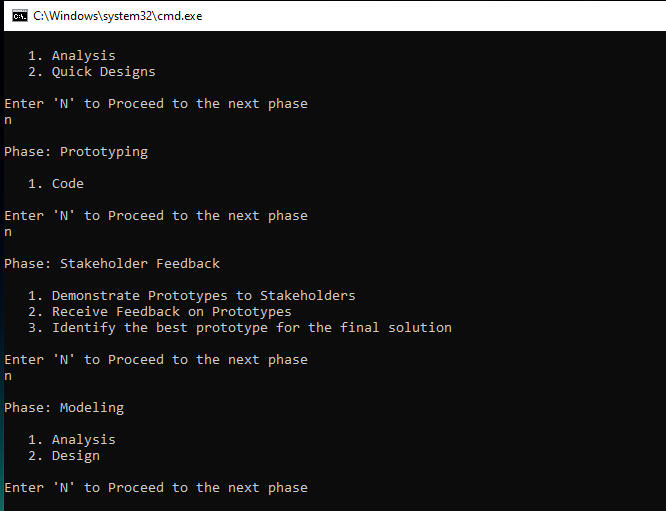 C:\Windows\system32\cmd.exe
1. Analysis
2. Quick Designs
Enter 'N' to Proceed to the next phase
n
Phase: Prototyping
1. Code
Enter 'N' to Proceed to the next phase
n
Phase: Stakeholder Feedback
1. Demonstrate Prototypes to Stakeholders
2. Receive Feedback on Prototypes
3. Identify the best prototype for the final solution
Enter 'N' to Proceed to the next phase
n
Phase: Modeling
1. Analysis
2. Design
Enter 'N' to Proceed to the next phase